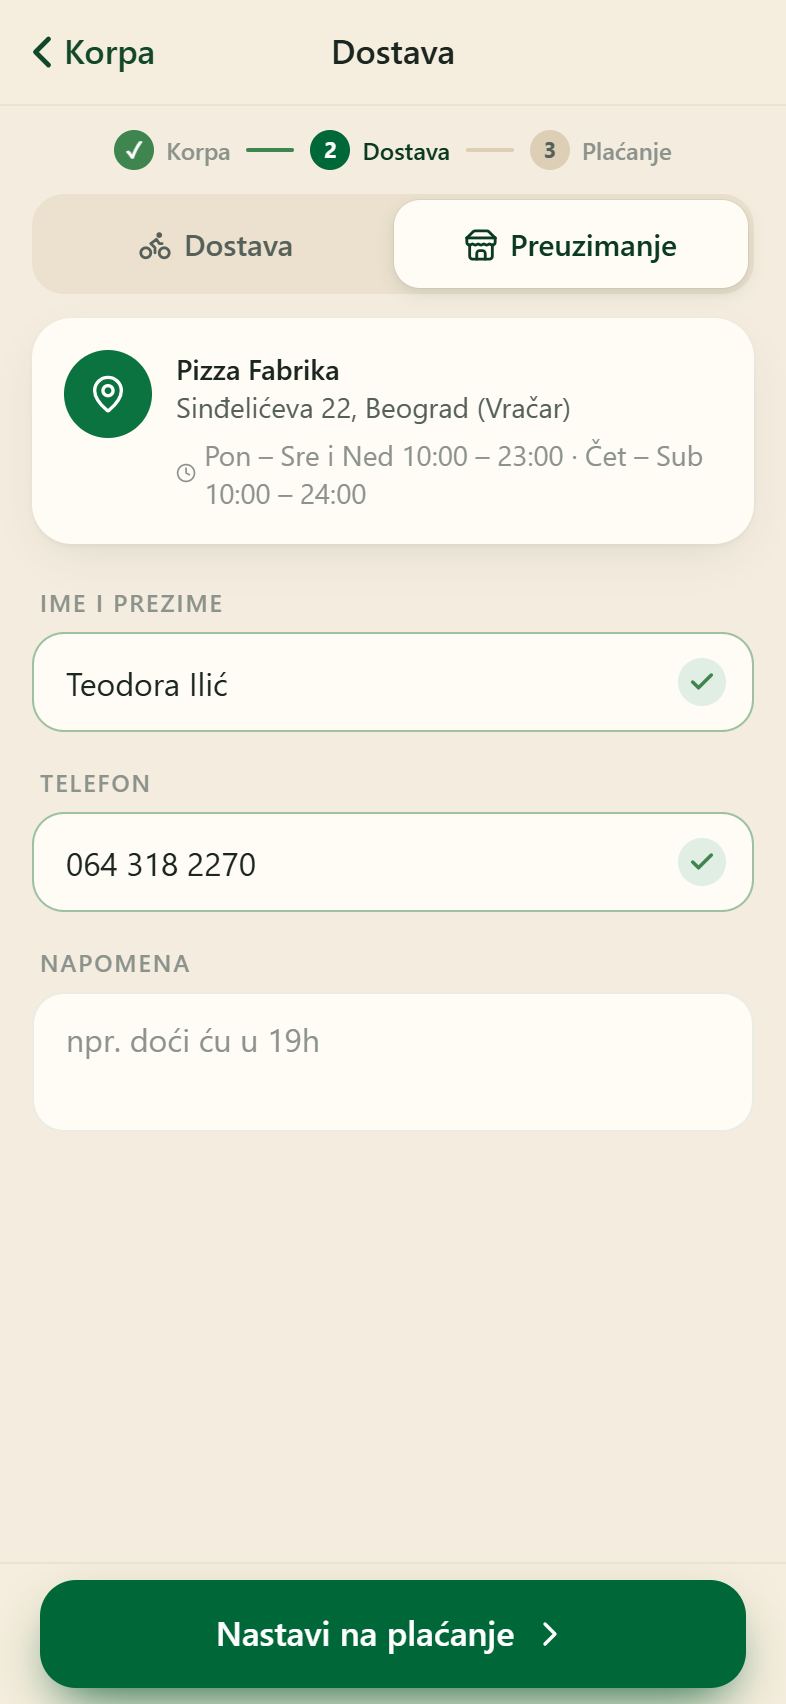 Korpa
Dostava
Korpa
2 Dostava
3 Plaćanje
Dostava
Preuzimanje
Pizza Fabrika
Sinđelićeva 22, Beograd (Vračar)
Pon – Sre i Ned 10:00 – 23:00 · Čet – Sub
10:00 – 24:00
IME I PREZIME
Teodora Ilić
TELEFON
064 318 2270
NAPOMENA
npr. doći ću u 19h
Nastavi na plaćanje